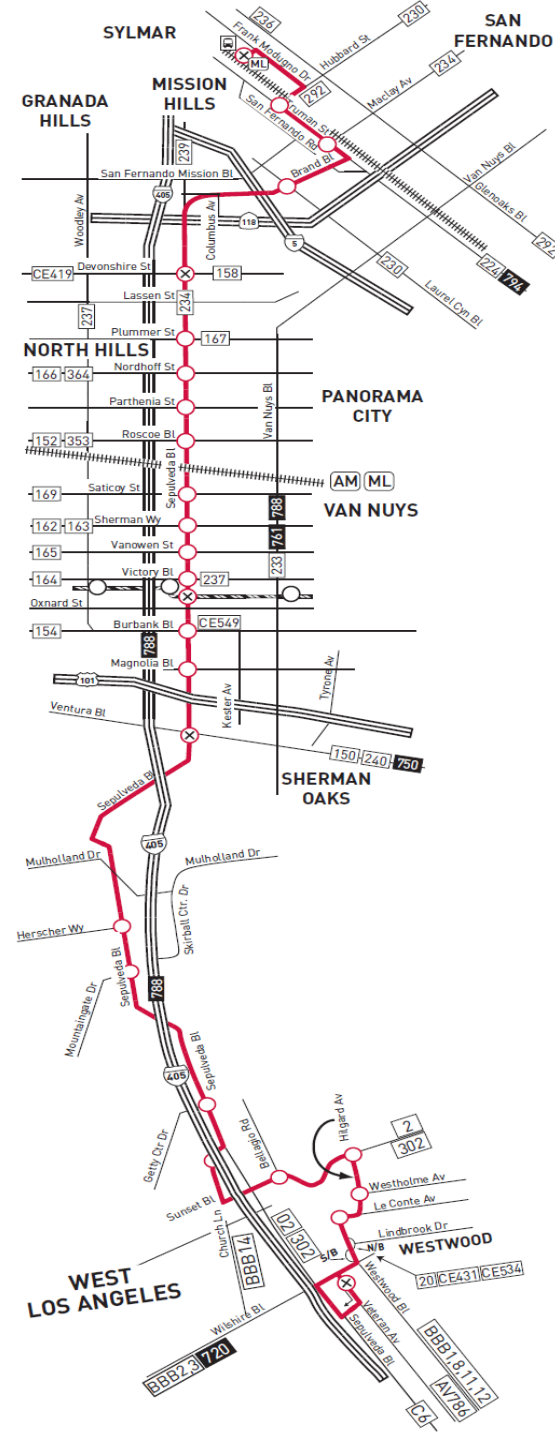 SYLMAR
236
230
SAN
FERNANDO
Frank Modugno Dr
Hubbard St
ML
292
234
MISSION
HILLS
Maclay Av
GRANADA
HILLS
Truman St
San Fernando Rd
239
Brand Bl
Van Nuys Bl
San Fernando Mission Bl
Glenoaks Bl
405
Woodley Av
Columbus Av
118
5
292
CE419
Devonshire St
158
230
224
794
Lassen St
234
Laurel Cyn Bl
237
Plummer St
167
NORTH HILLS
Nordhoff St
166
364
PANORAMA
CITY
Parthenia St
Van Nuys Bl
152
353
Roscoe Bl
Sepulveda Bl
AM
ML
169
Saticoy St
788
VAN NUYS
162
163
Sherman Wy
761
165
Vanowen St
233
164
Victory Bl
237
Oxnard St
154
Burbank Bl
CE549
788
Magnolia Bl
101
Kester Av
Tyrone Av
Ventura Bl
150
240
750
SHERMAN
OAKS
Sepulveda Bl
405
Mulholland Dr
Mulholland Dr
Skirball Ctr. Dr
Herscher Wy
Sepulveda Bl
Mountaingate Dr
788
Sepulveda Bl
405
Getty Ctr Dr
Bellagio Rd
Hilgard Av
2
302
Westholme Av
Sunset Bl
Le Conte Av
Church Ln
02
302
Lindbrook Dr
S/B
N/B
WESTWOOD
BBB14
20
CE431
CE534
WEST
LOS ANGELES
Westwood Bl
Veteran Av
Sepulveda Bl
Wilshire Bl
BBB1,8,11,12
BBB2,3
720
AV786
C6